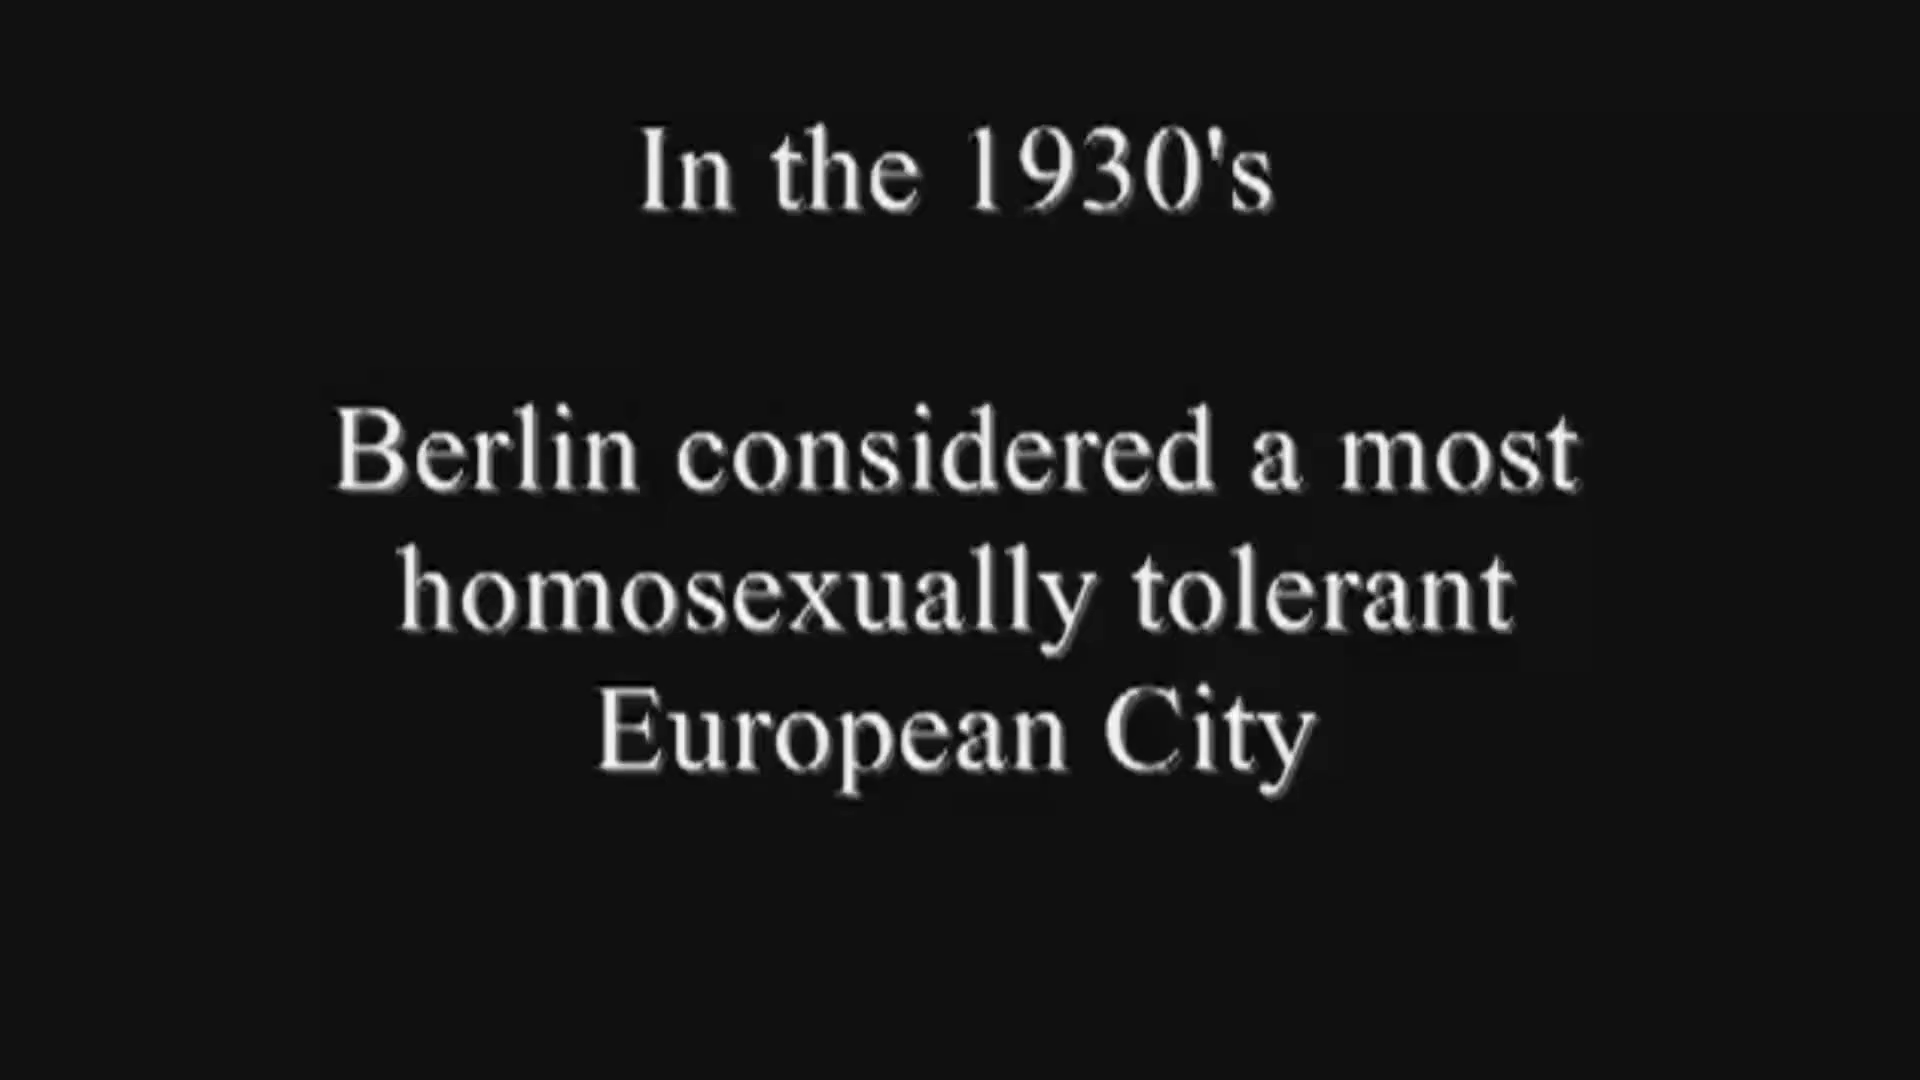 In the 1930's
Berlin considered a most
homosexually tolerant
European City